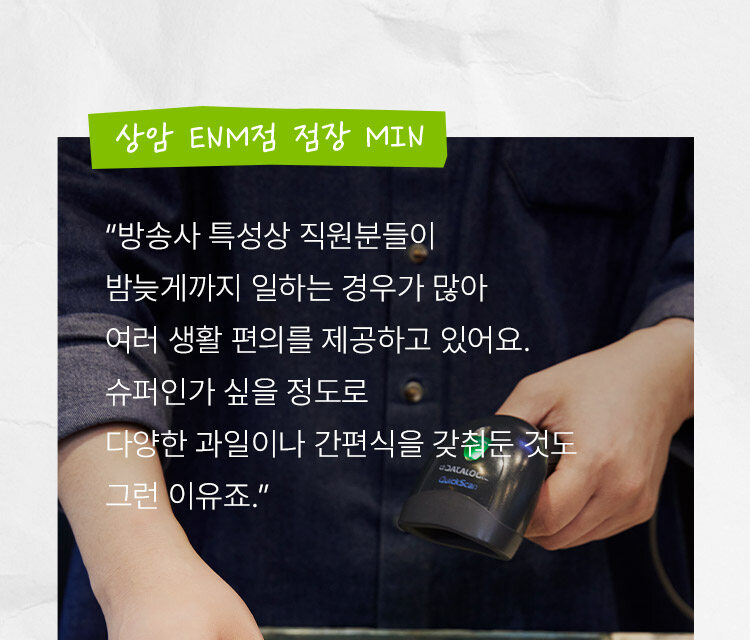 상암 ENM점 점장 MIN
“방송사 특성상 직원분들이
밤늦게까지 일하는 경우가 많아
여러 생활 편의를 제공하고 있어요.
슈퍼인가 싶을 정도로
다양한 과일이나 간편식을 갖춰둔 것도
그런 이유죠.”
DATALOGIC
QuickScan